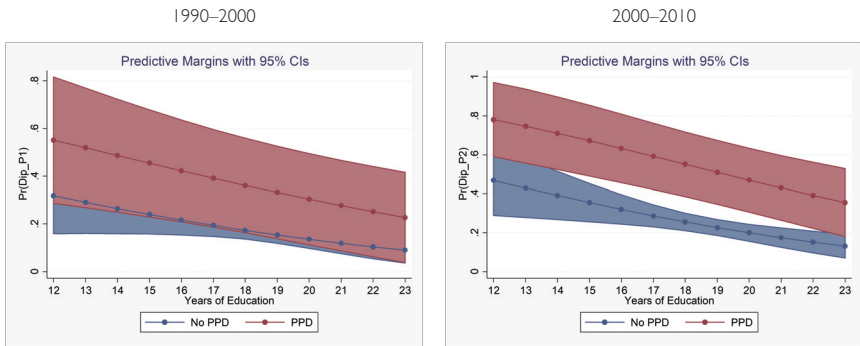 1990–2000
2000–2010
Predictive Margins with 95% CIs
Pr(Dip_P1)
.8
.6
.4
.2
0
12 13 14 15 16 17 18 19 20 21 22 23
Years of Education
No PPD PPD
Predictive Margins with 95% CIs
Pr(Dip_P2)
1
.8
.6
.4
.2
0
12 13 14 15 16 17 18 19 20 21 22 23
Years of Education
No PPD PPD